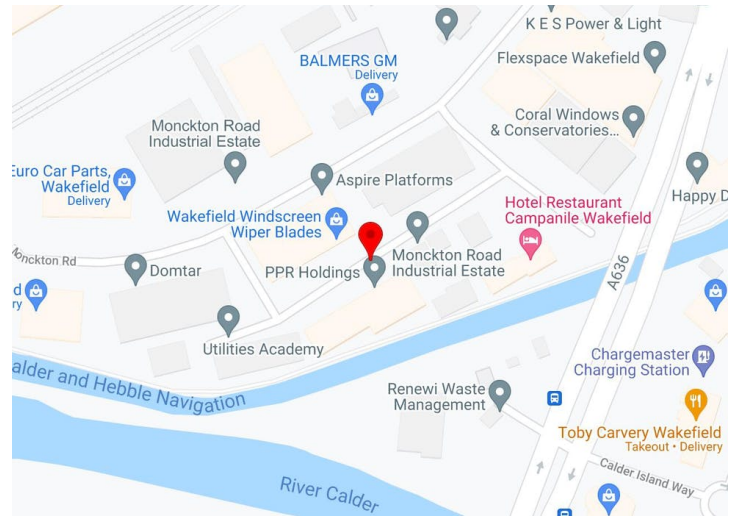 K E S Power & Light
Flexspace Wakefield
BALMERS GM
Delivery
Coral Windows
& Conservatories...
Monckton Road
Industrial Estate
Euro Car Parts,
Wakefield
Delivery
Aspire Platforms
Happy D
Hotel Restaurant
Campanile Wakefield
Wakefield Windscreen
Wiper Blades
Monckton Rd
Domtar
PPR Holdings
Monckton Road
Industrial Estate
A636
d
ry
Utilities Academy
Chargemaster
Charging Station
alder and Hebble Navigation
Renewi Waste
Management
Toby Carvery Wakefield
Takeout • Delivery
Calder Island Way
River Calder